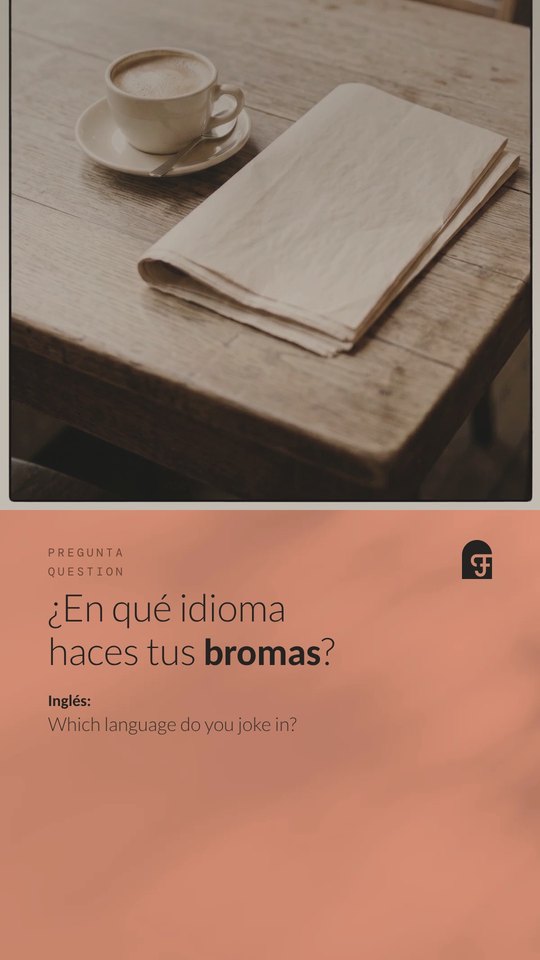 PREGUNTA
QUESTION
¿En qué idioma
haces tus bromas?
Inglés:
Which language do you joke in?